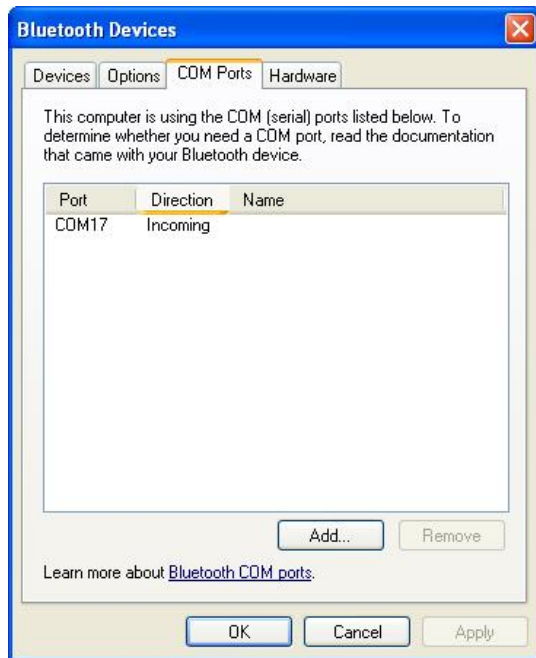 Bluetooth Devices
Devices Options COM Ports Hardware
This computer is using the COM (serial) ports listed below. To
determine whether you need a COM port, read the documentation
that came with your Bluetooth device.
Port Direction Name
COM17 Incoming
Add... Remove
Learn more about Bluetooth COM ports.
OK Cancel Apply